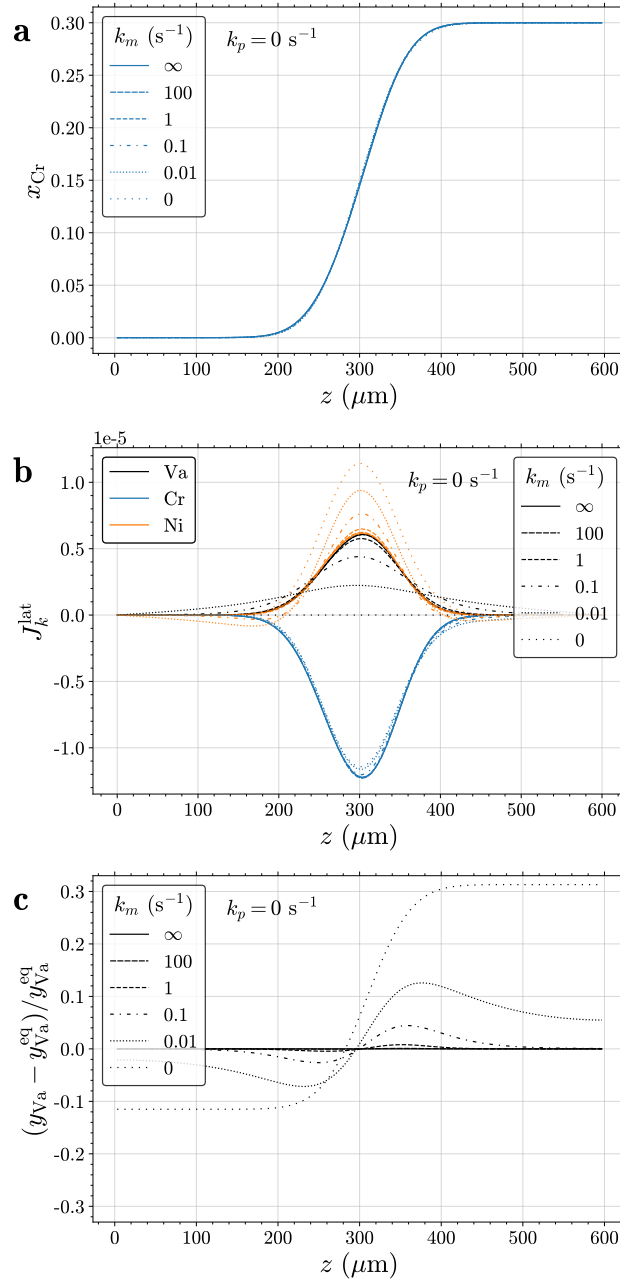 a
k_m (s⁻¹)
k_p = 0 s⁻¹
∞
100
1
0.1
0.01
0
0.30
0.25
0.20
0.15
0.10
0.05
0.00
x_Cr
0 100 200 300 400 500 600
z (μm)
1e-5
b
Va
Cr
Ni
k_p = 0 s⁻¹
k_m (s⁻¹)
∞
100
1
0.1
0.01
0
1.0
0.5
0.0
-0.5
-1.0
J_k^lat
0 100 200 300 400 500 600
z (μm)
c
k_m (s⁻¹)
k_p = 0 s⁻¹
∞
100
1
0.1
0.01
0
0.3
0.2
0.1
0.0
-0.1
-0.2
-0.3
(y_Va − y_Va^eq)/y_Va^eq
0 100 200 300 400 500 600
z (μm)